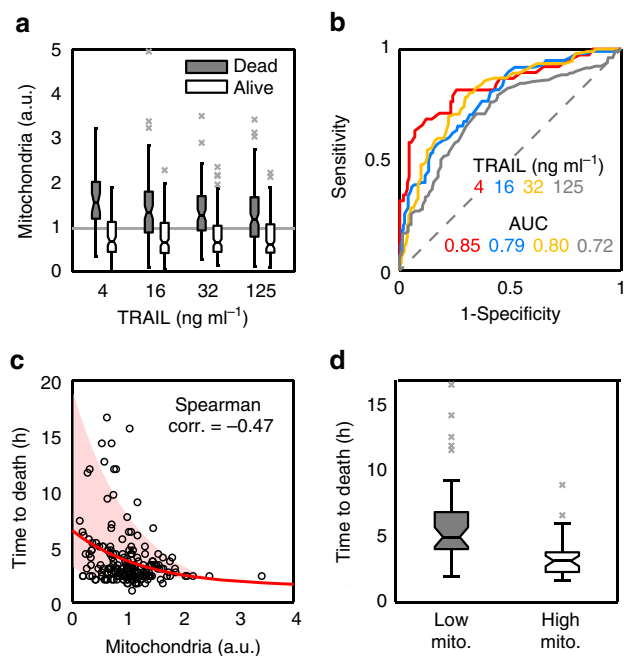 a
Mitochondria (a.u.)
5
4
3
2
1
0
Dead
Alive
4 16 32 125
TRAIL (ng ml⁻¹)
b
Sensitivity
1
0.5
0
TRAIL (ng ml⁻¹)
4 16 32 125
AUC
0.85 0.79 0.80 0.72
0 0.5 1
1-Specificity
c
Time to death (h)
20
15
10
5
0
Spearman
corr. = −0.47
0 1 2 3 4
Mitochondria (a.u.)
d
Time to death (h)
15
10
5
0
Low
mito.
High
mito.